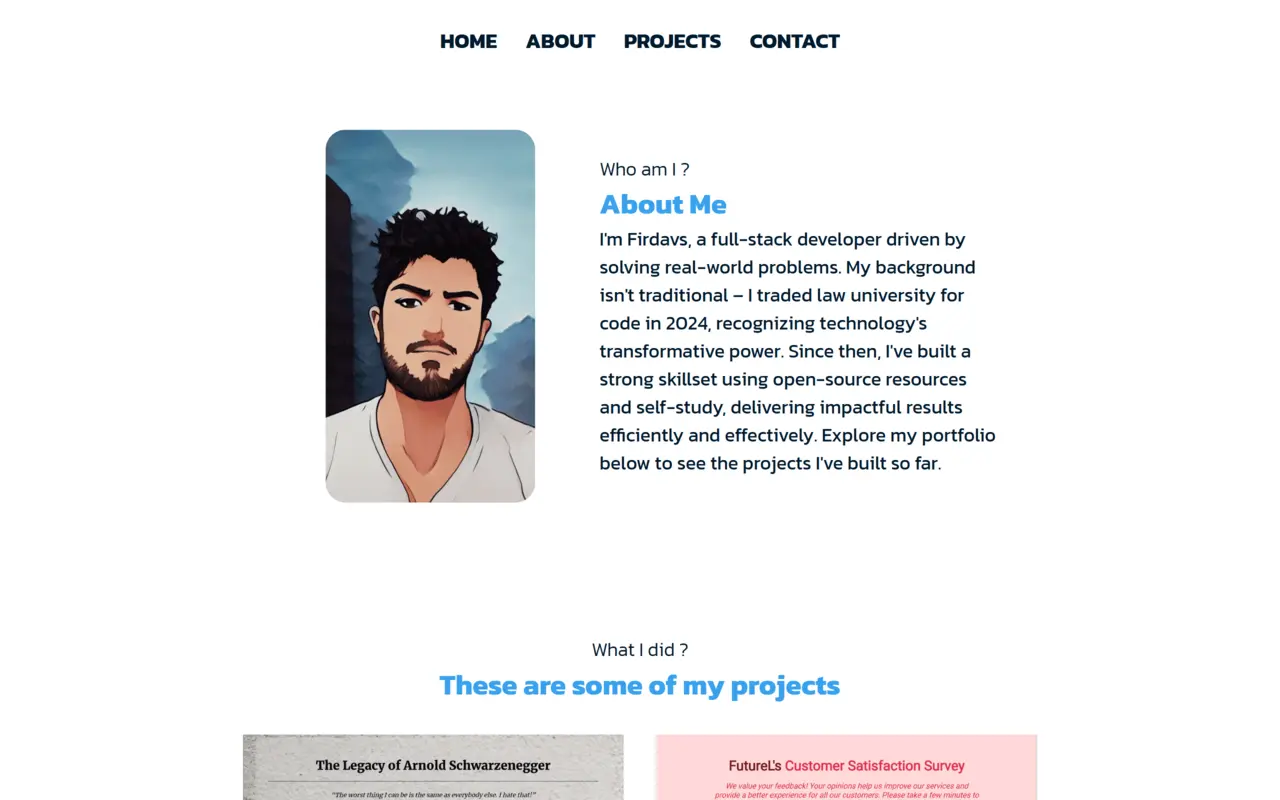 HOME ABOUT PROJECTS CONTACT
Who am I ?
About Me
I'm Firdavs, a full-stack developer driven by
solving real-world problems. My background
isn't traditional – I traded law university for
code in 2024, recognizing technology's
transformative power. Since then, I've built a
strong skillset using open-source resources
and self-study, delivering impactful results
efficiently and effectively. Explore my portfolio
below to see the projects I've built so far.
What I did ?
These are some of my projects
The Legacy of Arnold Schwarzenegger
"The worst thing I can be is the same as everybody else. I hate that!"
FutureL's Customer Satisfaction Survey
We value your feedback! Your opinions help us improve our services and
provide a better experience for all our customers. Please take a few minutes to